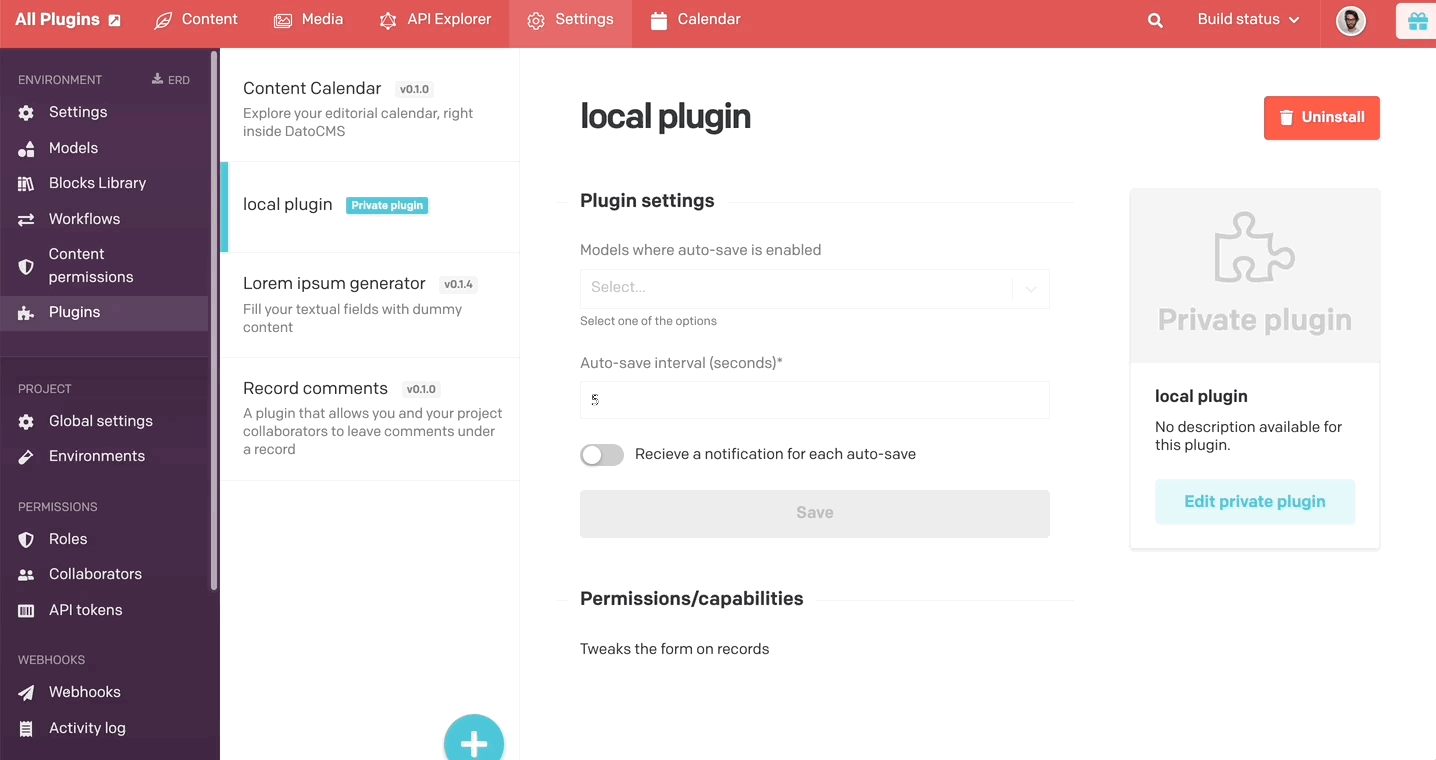 All Plugins
Content
Media
API Explorer
Settings
Calendar
Build status
ENVIRONMENT
ERD
Settings
Models
Blocks Library
Workflows
Content
permissions
Plugins
PROJECT
Global settings
Environments
PERMISSIONS
Roles
Collaborators
API tokens
WEBHOOKS
Webhooks
Activity log
Content Calendar v0.1.0
Explore your editorial calendar, right
inside DatoCMS
local plugin Private plugin
Lorem ipsum generator v0.1.4
Fill your textual fields with dummy
content
Record comments v0.1.0
A plugin that allows you and your project
collaborators to leave comments under
a record
local plugin
Uninstall
Plugin settings
Models where auto-save is enabled
Select...
Select one of the options
Auto-save interval (seconds)*
5
Recieve a notification for each auto-save
Save
Permissions/capabilities
Tweaks the form on records
Private plugin
local plugin
No description available for
this plugin.
Edit private plugin